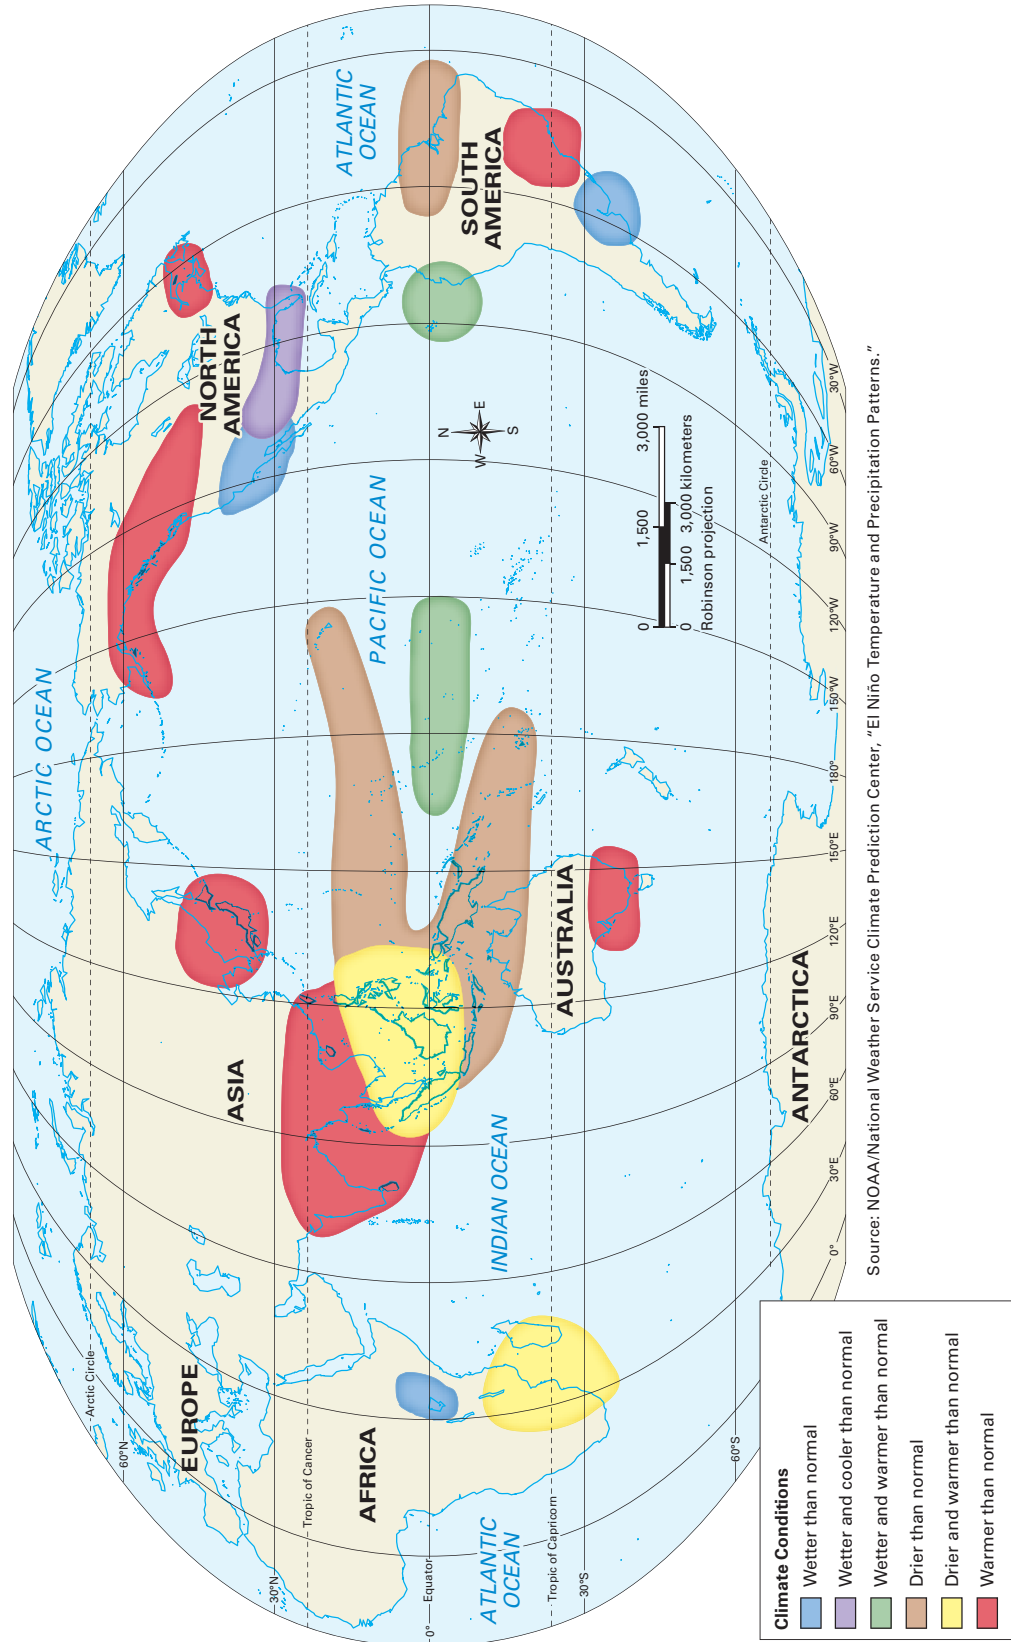 ARCTIC OCEAN
Arctic Circle
60°N
EUROPE
ASIA
NORTH
AMERICA
ATLANTIC
OCEAN
30°N
Tropic of Cancer
AFRICA
PACIFIC OCEAN
N
W
E
S
0°
Equator
SOUTH
AMERICA
INDIAN OCEAN
ATLANTIC
OCEAN
AUSTRALIA
Tropic of Capricorn
30°S
0
1,500
3,000 miles
0
1,500
3,000 kilometers
Robinson projection
60°S
Antarctic Circle
ANTARCTICA
0°
30°E
60°E
90°E
120°E
150°E
180°
150°W
120°W
90°W
60°W
30°W
Climate Conditions
Wetter than normal
Wetter and cooler than normal
Wetter and warmer than normal
Drier than normal
Drier and warmer than normal
Warmer than normal
Source: NOAA/National Weather Service Climate Prediction Center, “El Niño Temperature and Precipitation Patterns.”